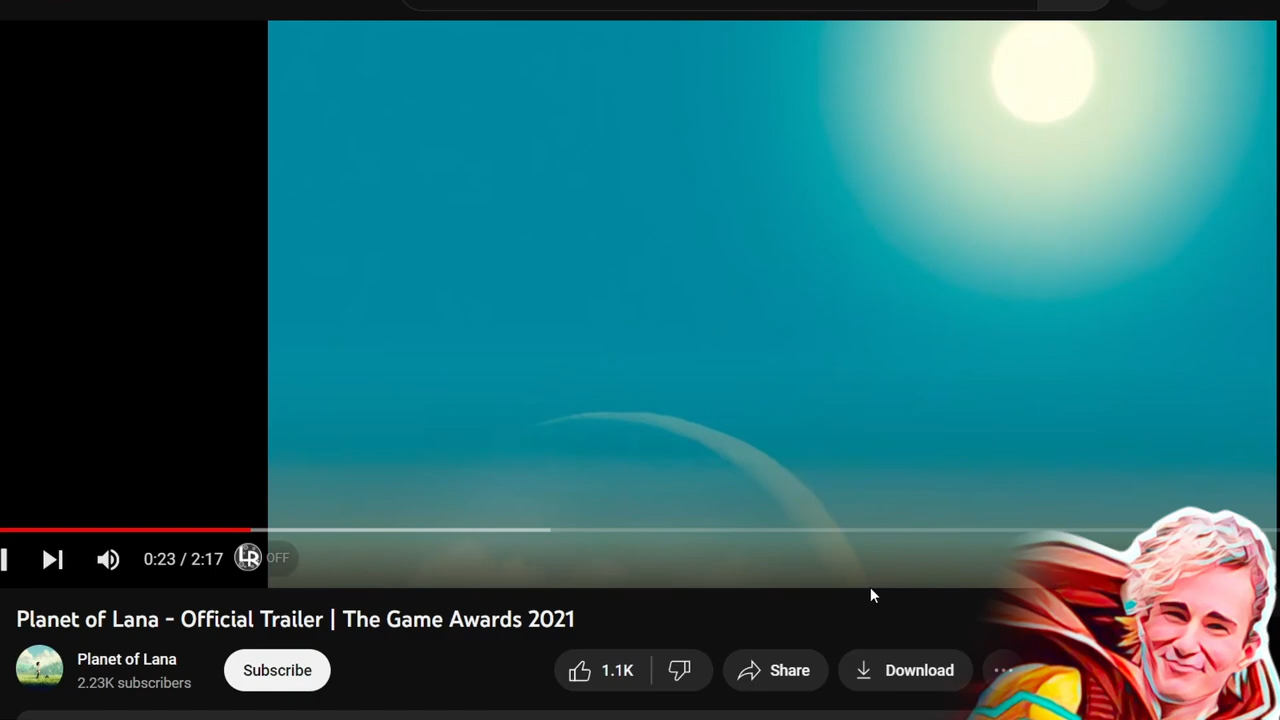 0:23 / 2:17
LR
OFF
Planet of Lana - Official Trailer | The Game Awards 2021
Planet of Lana
2.23K subscribers
Subscribe
1.1K
Share
Download